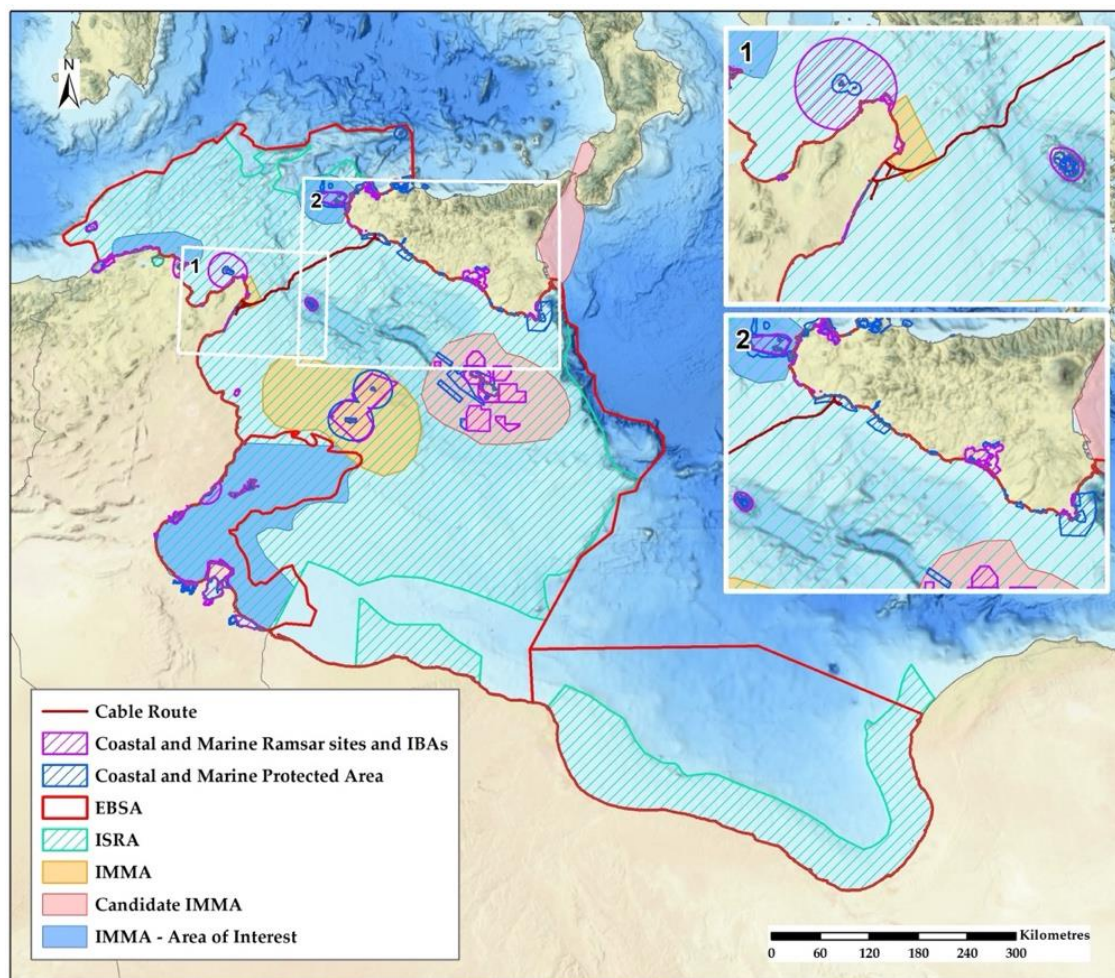 N
1
2
1
2
Cable Route
Coastal and Marine Ramsar sites and IBAs
Coastal and Marine Protected Area
EBSA
ISRA
IMMA
Candidate IMMA
IMMA - Area of Interest
Kilometres
0 60 120 180 240 300